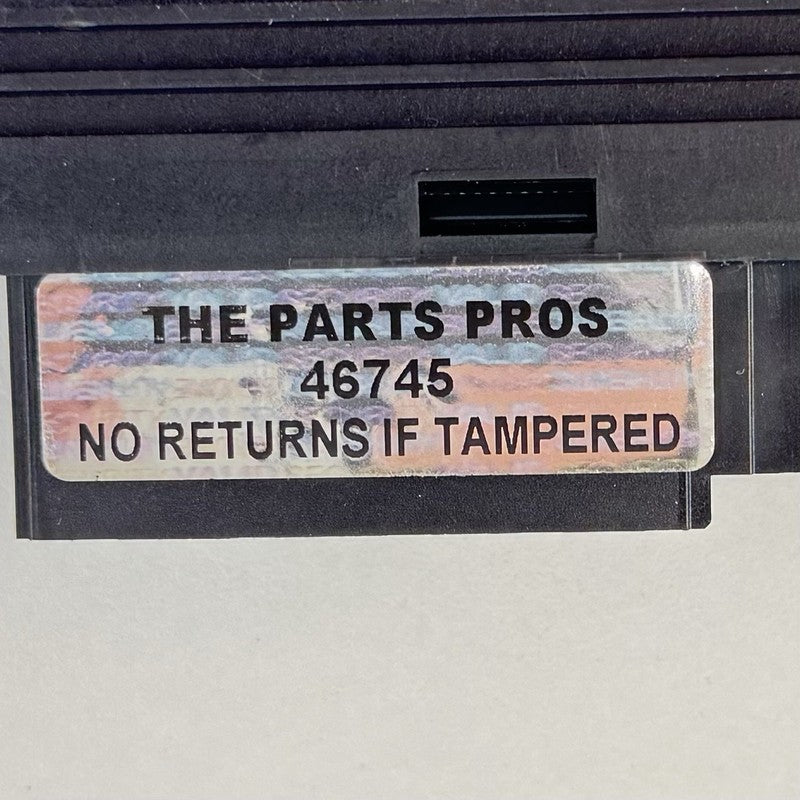 THE PARTS PROS
46745
NO RETURNS IF TAMPERED